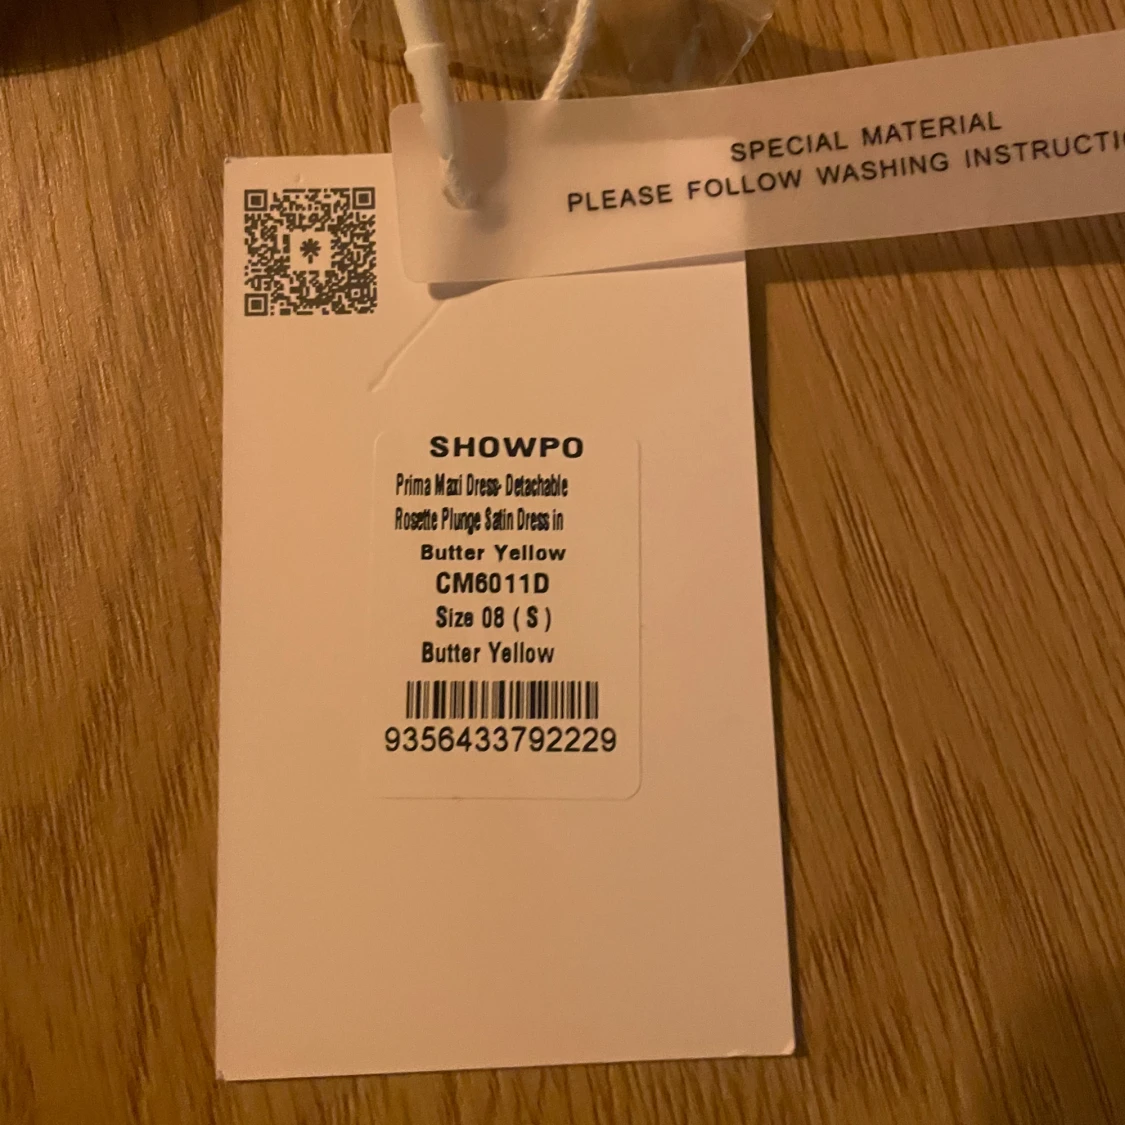 SPECIAL MATERIAL
PLEASE FOLLOW WASHING
SHOWPO
Prima Maxi Dress- Detachable
Rosette Plunge Satin Dress in
Butter Yellow
CM6011D
Size 08 ( S )
Butter Yellow
9356433792229